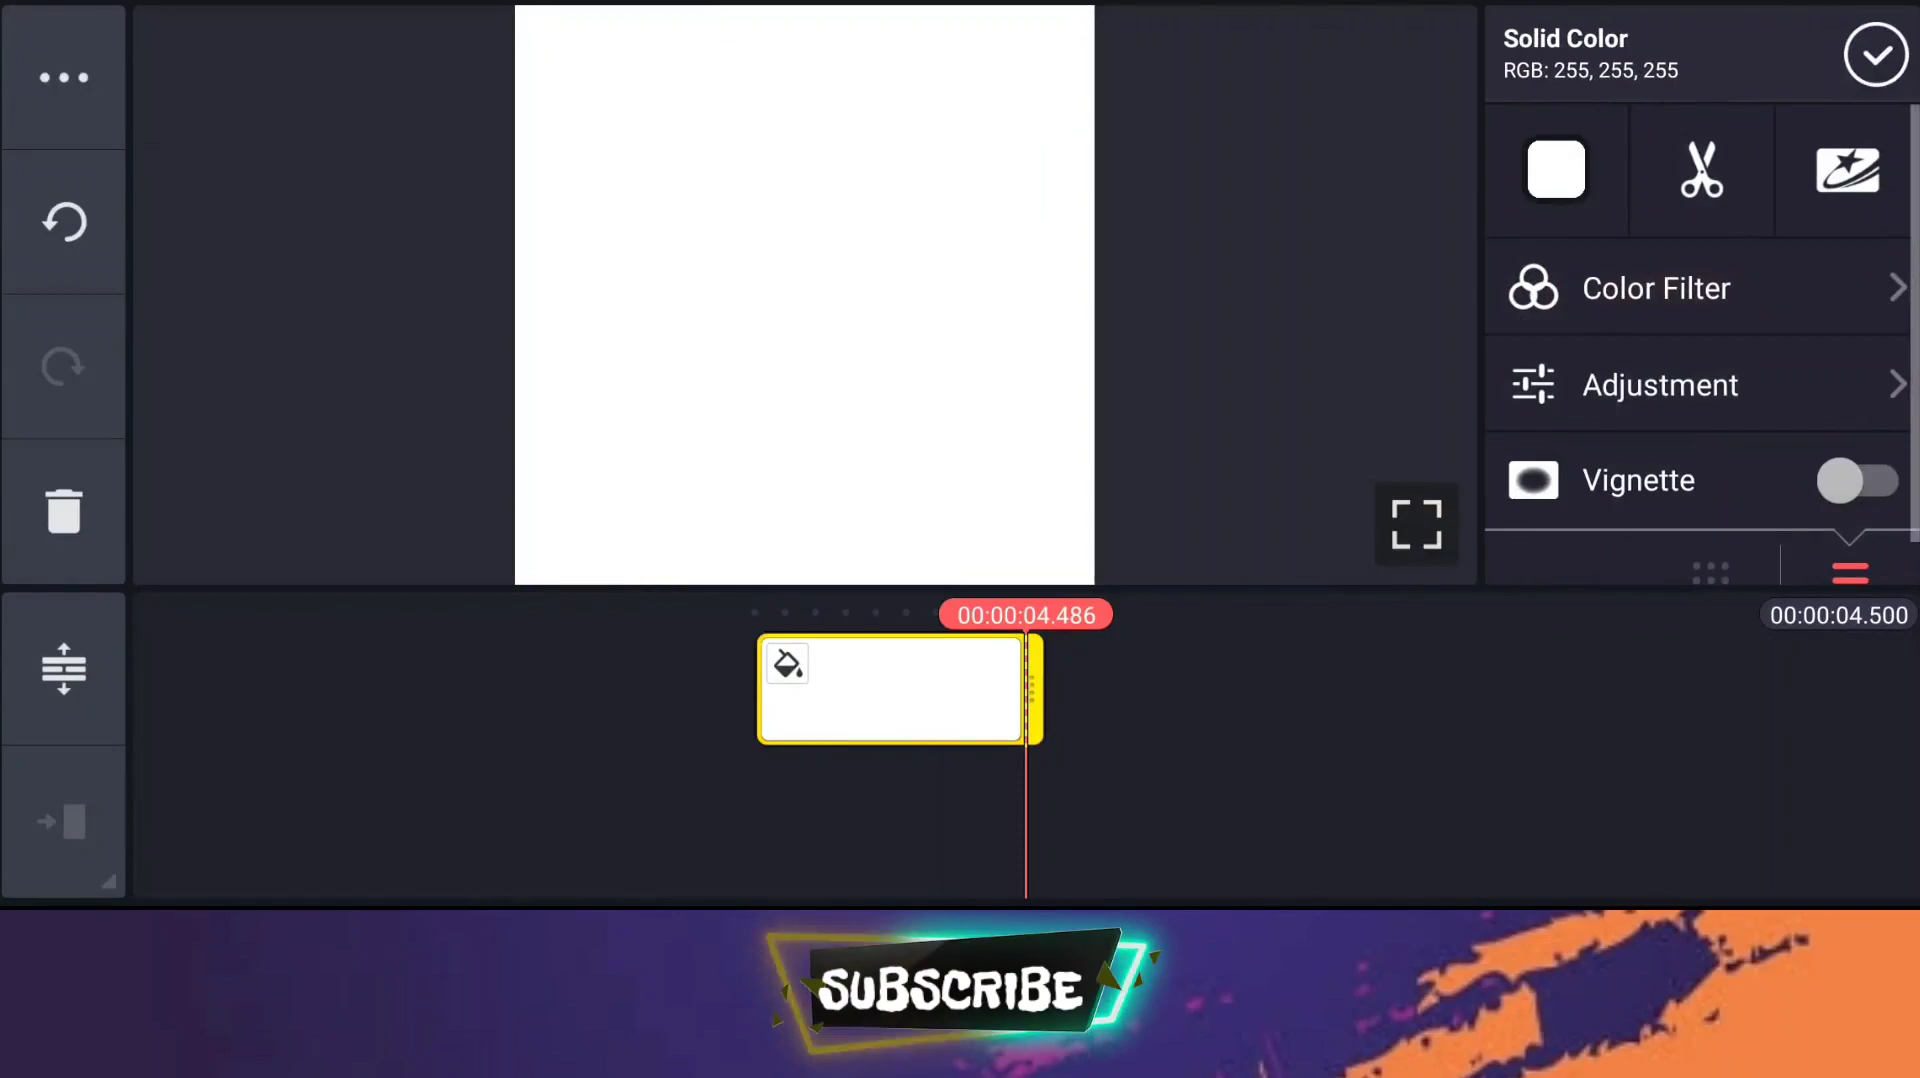 Solid Color
RGB: 255, 255, 255
Color Filter
Adjustment
Vignette
00:00:04.486
00:00:04.500
SUBSCRIBE